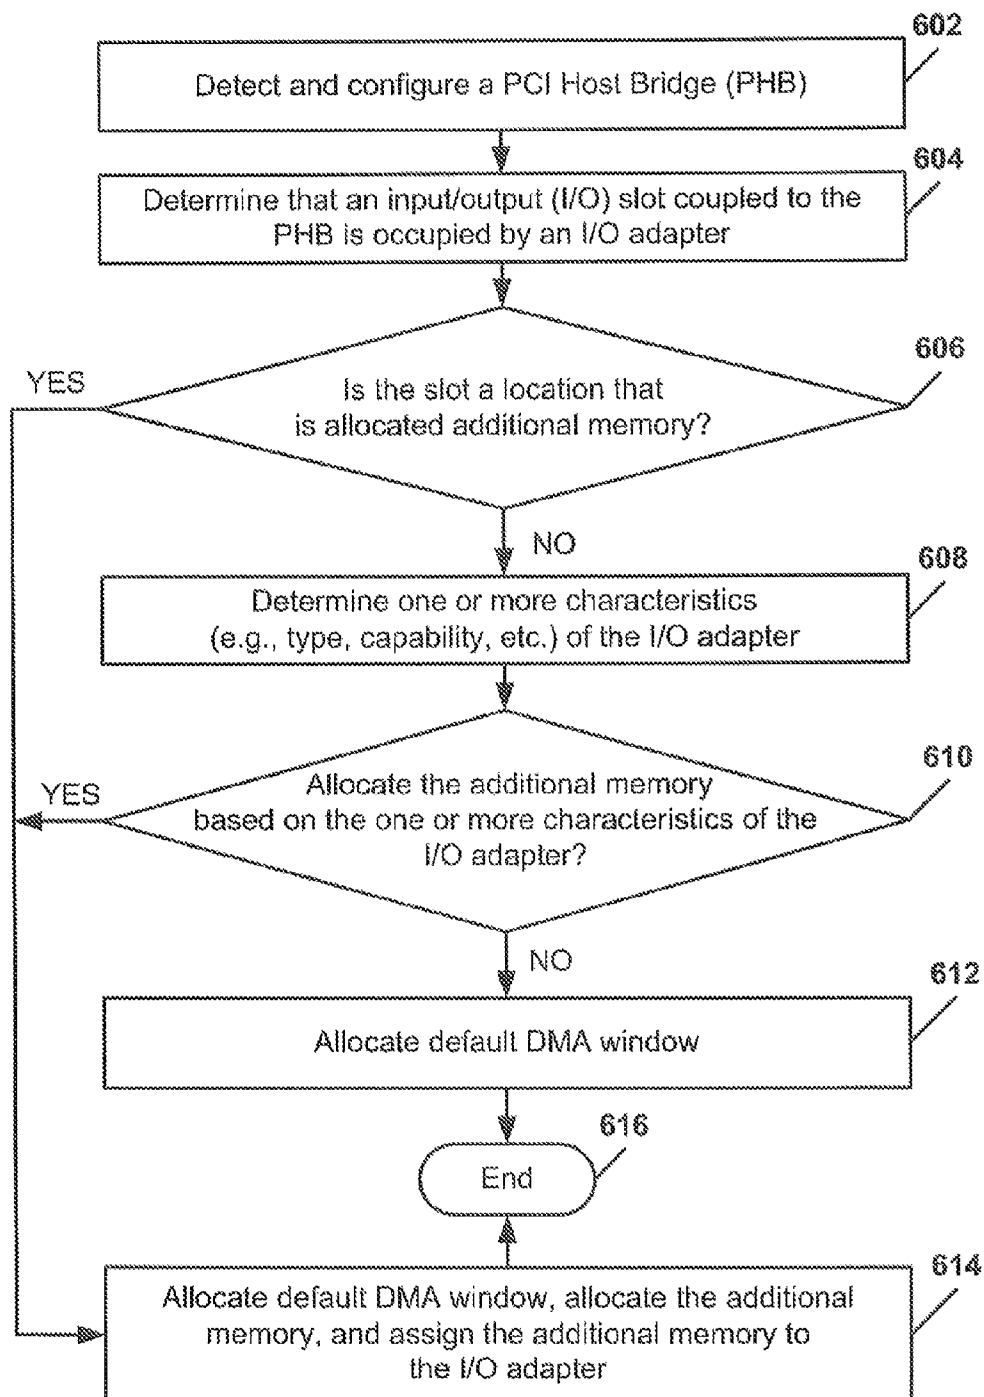 602
Detect and configure a PCI Host Bridge (PHB)
604
Determine that an input/output (I/O) slot coupled to the
PHB is occupied by an I/O adapter
606
YES
Is the slot a location that
is allocated additional memory?
NO
608
Determine one or more characteristics
(e.g., type, capability, etc.) of the I/O adapter
610
YES
Allocate the additional memory
based on the one or more characteristics of the
I/O adapter?
NO
612
Allocate default DMA window
616
End
614
Allocate default DMA window, allocate the additional
memory, and assign the additional memory to
the I/O adapter